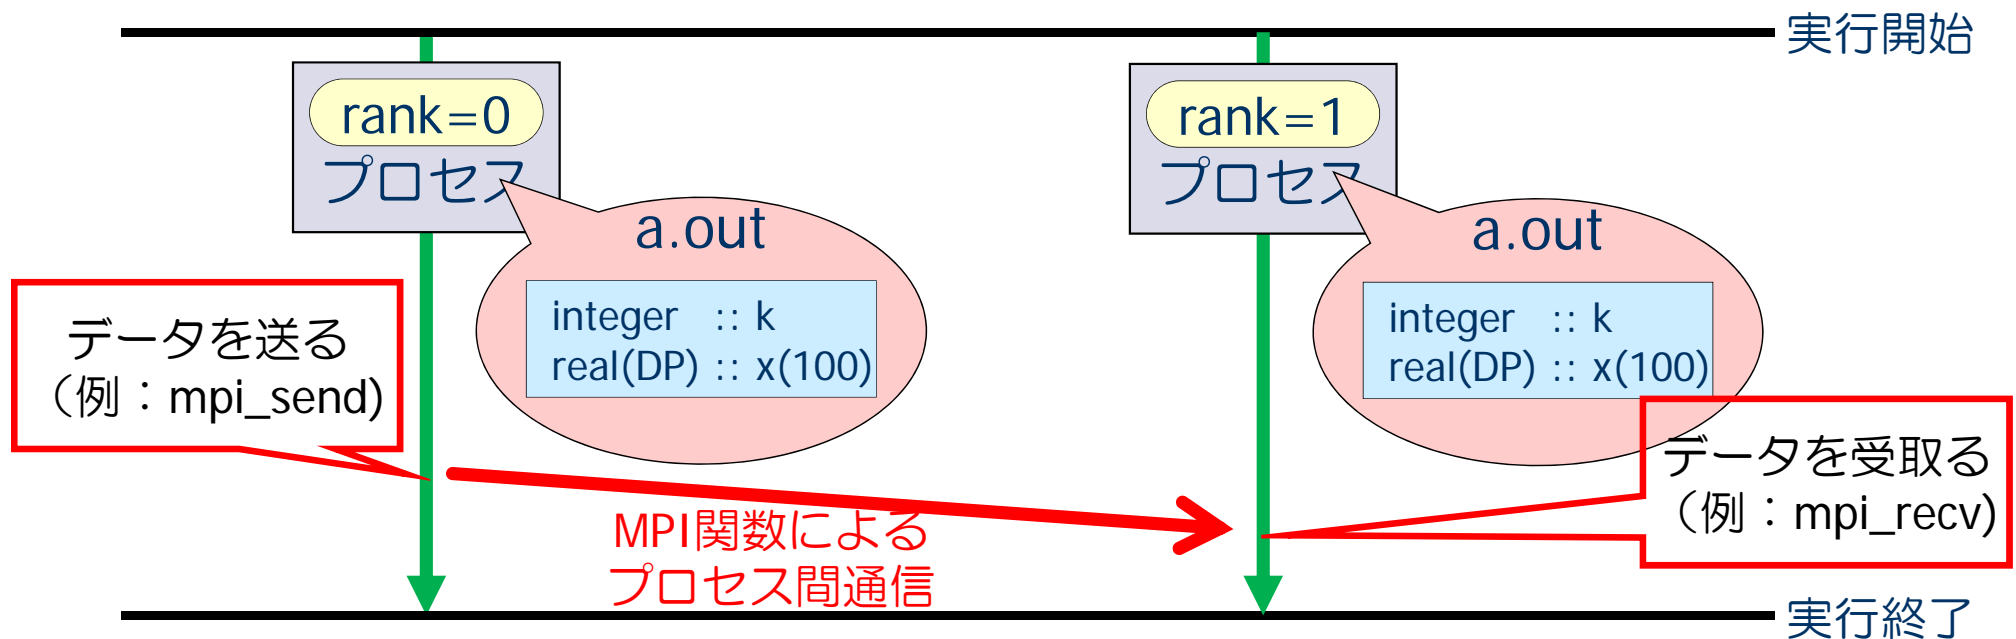 実行開始
rank=0
プロセス
a.out
integer :: k
real(DP) :: x(100)
rank=1
プロセス
a.out
integer :: k
real(DP) :: x(100)
データを送る
（例：mpi_send)
データを受取る
（例：mpi_recv)
MPI関数による
プロセス間通信
実行終了